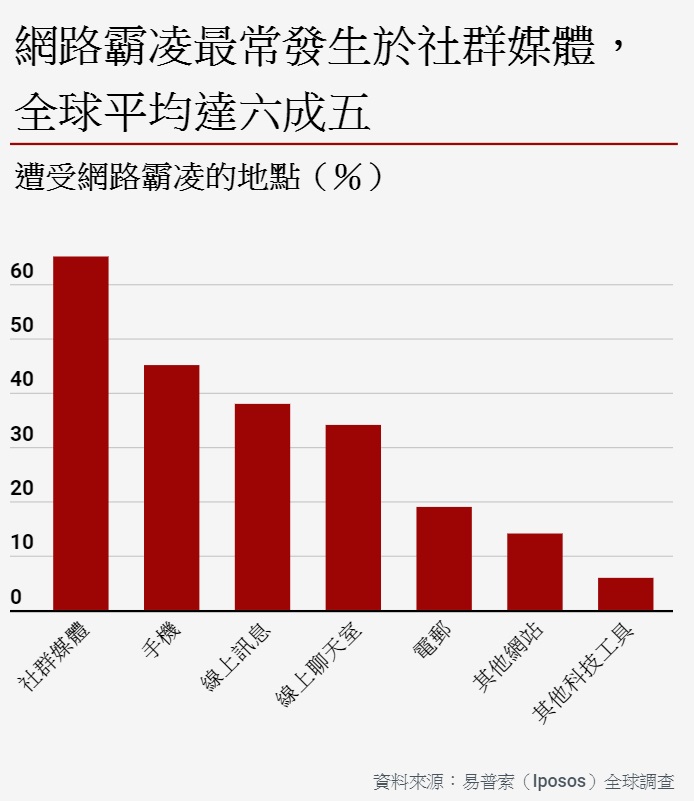 網路霸凌最常發生於社群媒體，
全球平均達六成五
遭受網路霸凌的地點（%）
60
50
40
30
20
10
0
社群媒體
手機
線上訊息
線上聊天室
電郵
其他網站
其他科技工具
資料來源：易普索（Iposos）全球調查